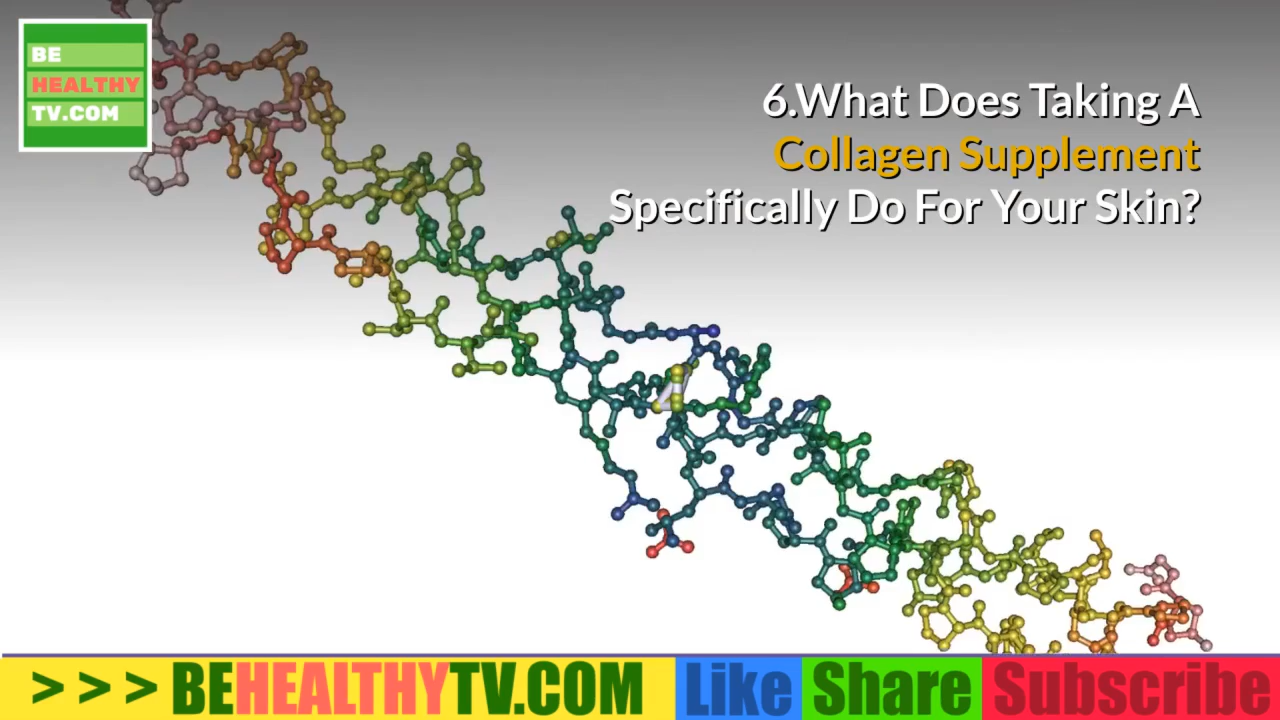 BE
HEALTHY
TV.COM
6.What Does Taking A
Collagen Supplement
Specifically Do For Your Skin?
> > > BEHEALTHYTV.COM Like Share Subscribe